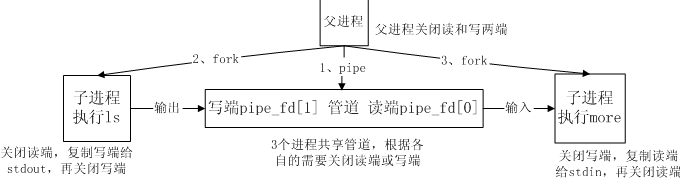 父进程
父进程关闭读和写两端
2、fork
3、fork
1、pipe
子进程
执行ls
输出
写端pipe_fd[1] 管道 读端pipe_fd[0]
输入
子进程
执行more
关闭读端，复制写端给
stdout，再关闭写端
3个进程共享管道，根据各
自的需要关闭读端或写端
关闭写端，复制读端
给stdin，再关闭读端